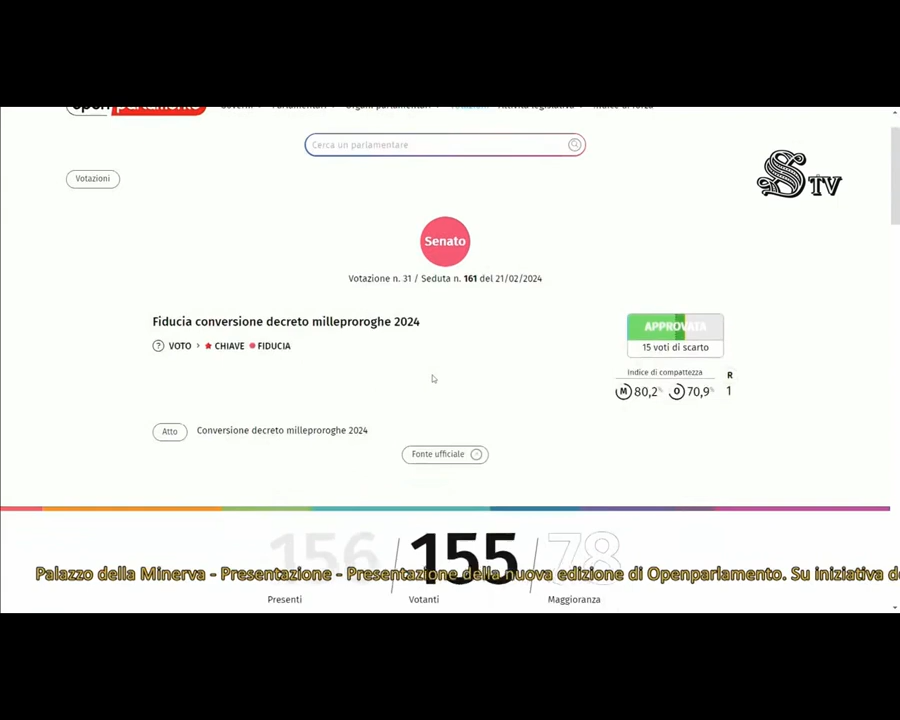 openparlamento
Cerca un parlamentare
S TV
Votazioni
Senato
Votazione n. 31 / Seduta n. 161 del 21/02/2024
Fiducia conversione decreto milleproroghe 2024
? VOTO › ★ CHIAVE ● FIDUCIA
APPROVATA
15 voti di scarto
Indice di compattezza
R
M 80,2% O 70,9%
1
Atto
Conversione decreto milleproroghe 2024
Fonte ufficiale
156 / 155 / 78
Palazzo della Minerva - Presentazione - Presentazione della nuova edizione di Openparlamento. Su iniziativa de
Presenti
Votanti
Maggioranza